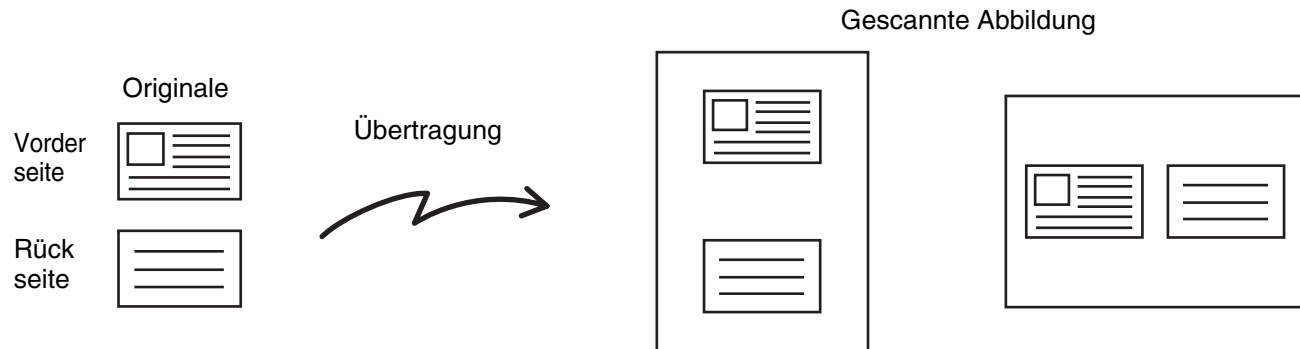 Gescannte Abbildung
Originale
Vorder
seite
Übertragung
Rück
seite